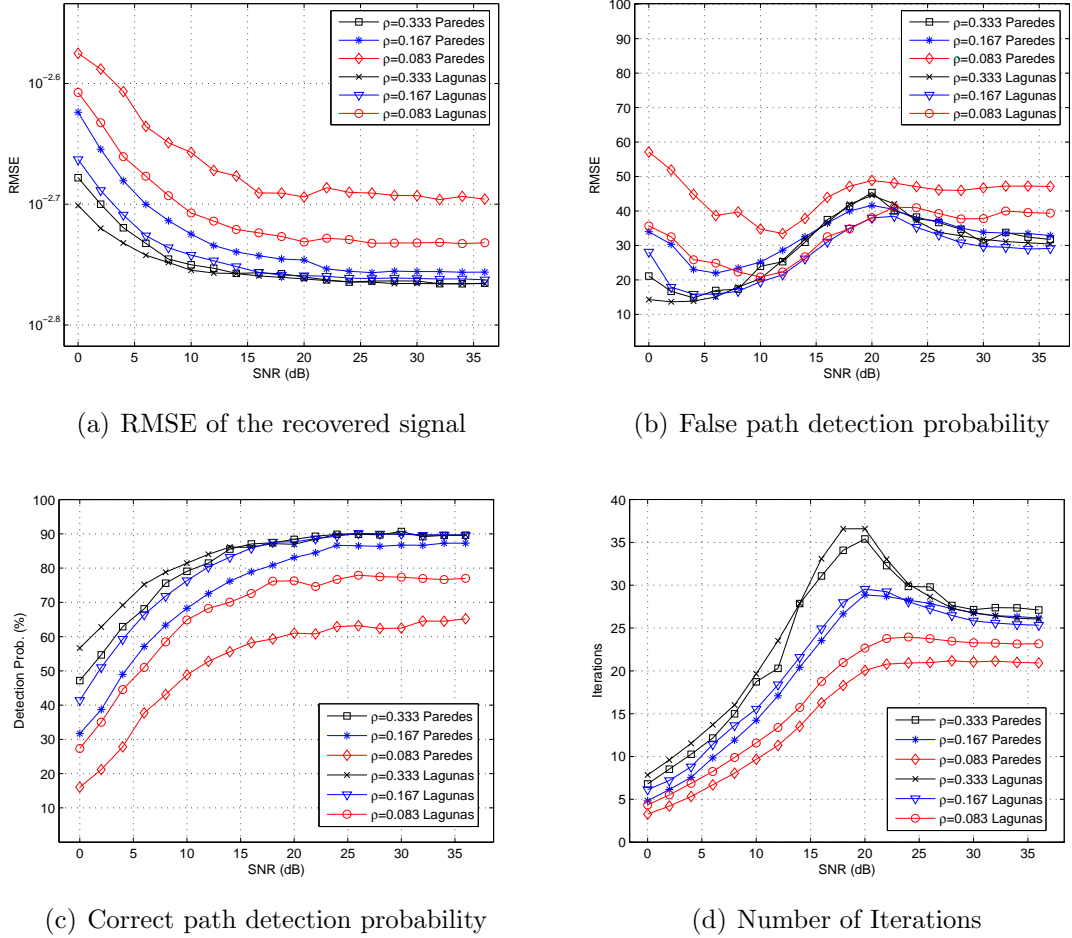 10^−2.6
10^−2.7
10^−2.8
RMSE
0 5 10 15 20 25 30 35
SNR (dB)
ρ=0.333 Paredes
ρ=0.167 Paredes
ρ=0.083 Paredes
ρ=0.333 Lagunas
ρ=0.167 Lagunas
ρ=0.083 Lagunas
(a) RMSE of the recovered signal
100
90
80
70
60
50
40
30
20
10
RMSE
0 5 10 15 20 25 30 35
SNR (dB)
ρ=0.333 Paredes
ρ=0.167 Paredes
ρ=0.083 Paredes
ρ=0.333 Lagunas
ρ=0.167 Lagunas
ρ=0.083 Lagunas
(b) False path detection probability
100
90
80
70
60
50
40
30
20
10
Detection Prob. (%)
0 5 10 15 20 25 30 35
SNR (dB)
ρ=0.333 Paredes
ρ=0.167 Paredes
ρ=0.083 Paredes
ρ=0.333 Lagunas
ρ=0.167 Lagunas
ρ=0.083 Lagunas
(c) Correct path detection probability
40
35
30
25
20
15
10
5
0
Iterations
0 5 10 15 20 25 30 35
SNR (dB)
ρ=0.333 Paredes
ρ=0.167 Paredes
ρ=0.083 Paredes
ρ=0.333 Lagunas
ρ=0.167 Lagunas
ρ=0.083 Lagunas
(d) Number of Iterations